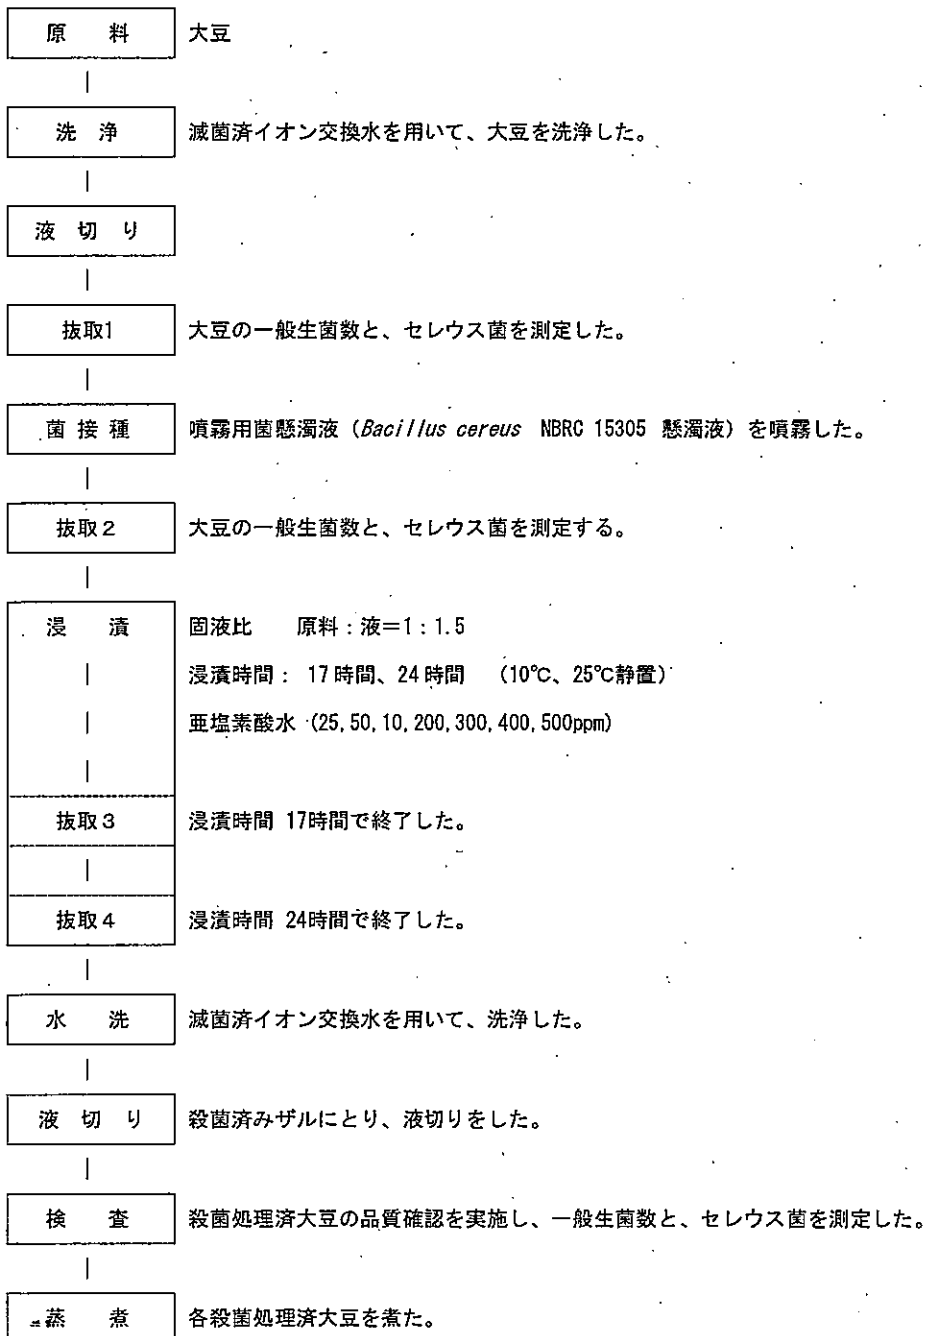 原料 大豆
洗浄 滅菌済イオン交換水を用いて、大豆を洗浄した。
液切り
抜取1 大豆の一般生菌数と、セレウス菌を測定した。
菌接種 噴霧用菌懸濁液（Bacillus cereus NBRC 15305 懸濁液）を噴霧した。
抜取2 大豆の一般生菌数と、セレウス菌を測定する。
浸漬 固液比 原料：液＝1：1.5
浸漬時間： 17時間、24時間 （10℃、25℃静置）
亜塩素酸水（25,50,10,200,300,400,500ppm）
抜取3 浸漬時間 17時間で終了した。
抜取4 浸漬時間 24時間で終了した。
水洗 滅菌済イオン交換水を用いて、洗浄した。
液切り 殺菌済みザルにとり、液切りをした。
検査 殺菌処理済大豆の品質確認を実施し、一般生菌数と、セレウス菌を測定した。
蒸煮 各殺菌処理済大豆を煮た。